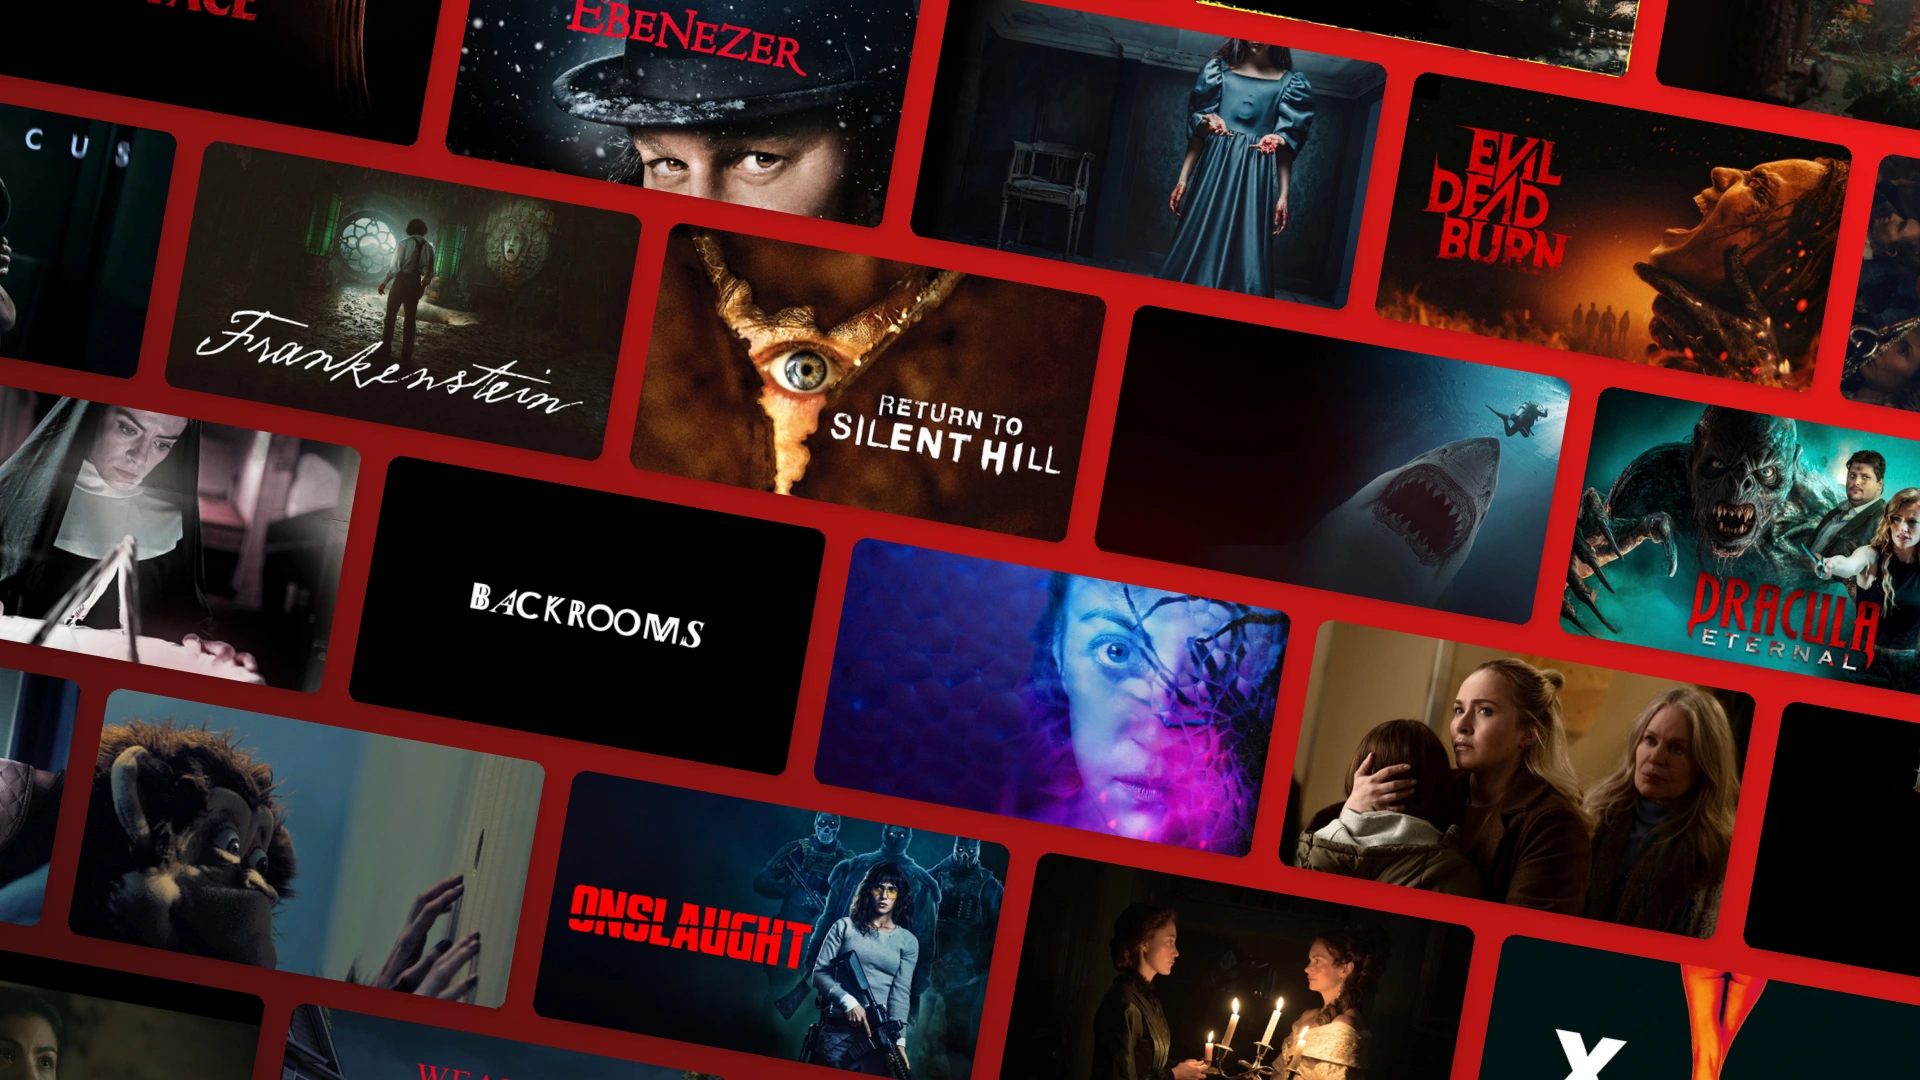 EBENEZER
CUS
EVIL
DEAD
BURN
Frankenstein
RETURN TO
SILENT HILL
BACKROOMS
DRACULA
ETERNAL
ONSLAUGHT
X